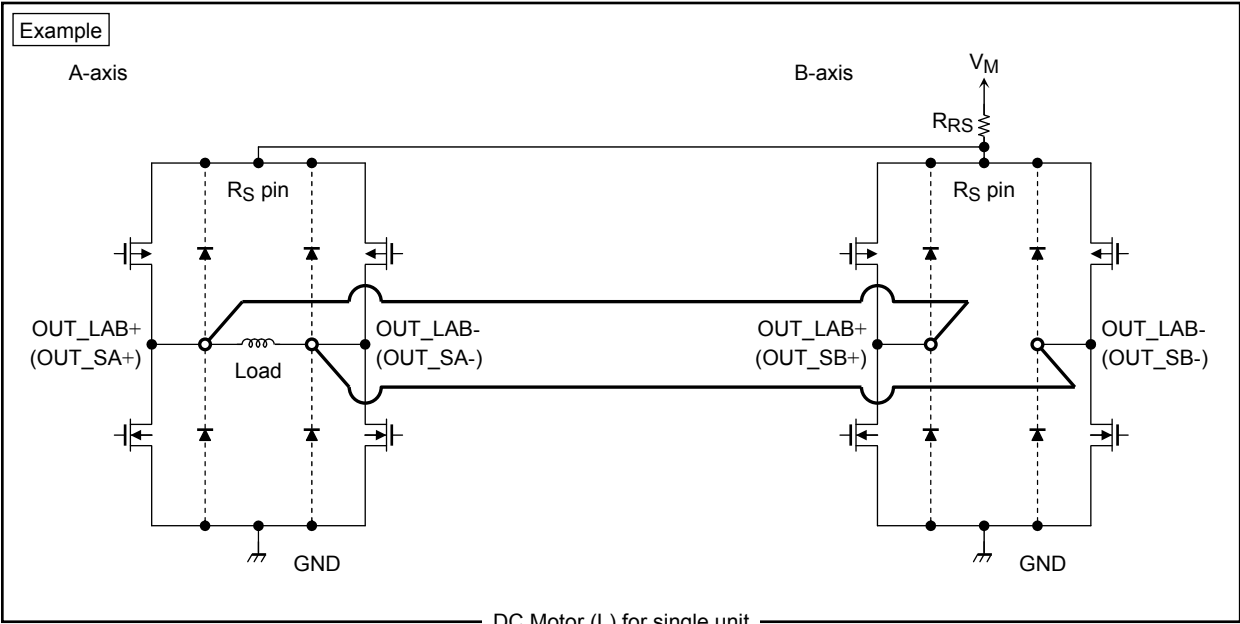 Example
A-axis
B-axis
VM
RRS
RS pin
RS pin
OUT_LAB+
(OUT_SA+)
Load
OUT_LAB-
(OUT_SA-)
OUT_LAB+
(OUT_SB+)
OUT_LAB-
(OUT_SB-)
GND
GND
DC Motor (L) for single unit